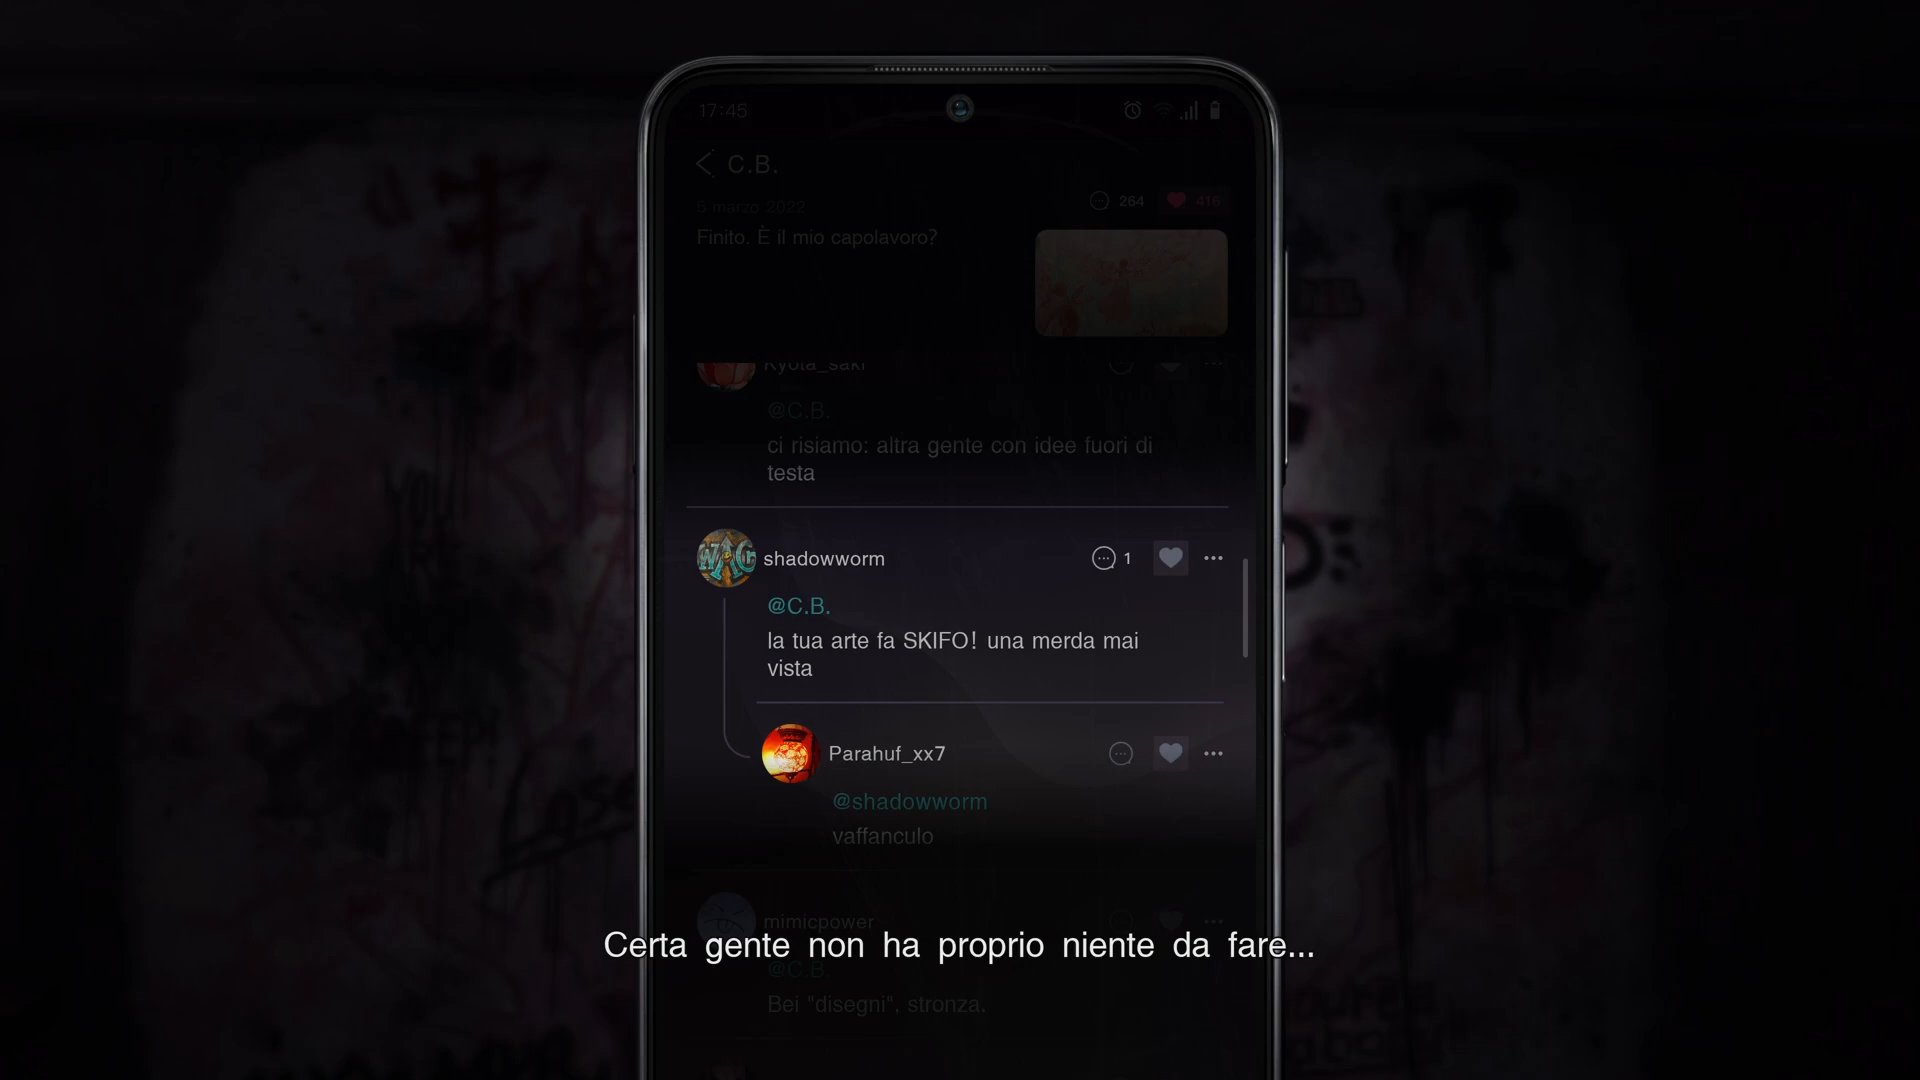 17:45
C.B.
5 marzo 2022
264
416
Finito. È il mio capolavoro?
Kyota_saki
@C.B.
ci risiamo: altra gente con idee fuori di
testa
shadowworm
1
@C.B.
la tua arte fa SKIFO! una merda mai
vista
Parahuf_xx7
@shadowworm
vaffanculo
mimicpower
Certa gente non ha proprio niente da fare...
@C.B.
Bei "disegni", stronza.